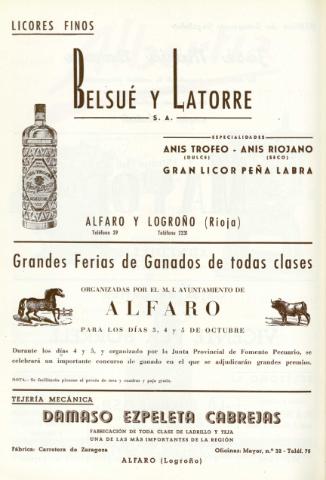 LICORES FINOS
BELSUÉ Y LATORRE
S. A.
ESPECIALIDADES
ANIS TROFEO - ANIS RIOJANO
(DULCE) (SECO)
GRAN LICOR PEÑA LABRA
ALFARO Y LOGROÑO (Rioja)
Teléfono 29 Teléfono 2221
Grandes Ferias de Ganados de todas clases
ORGANIZADAS POR EL M. I. AYUNTAMIENTO DE
ALFARO
PARA LOS DÍAS 3, 4 y 5 DE OCTUBRE
Durante los días 4 y 5, y organizado por la Junta Provincial de Fomento Pecuario, se
celebrará un importante concurso de ganado en el que se adjudicarán grandes premios.
NOTA.- Se facilitarán piensos al precio de tasa y cuadras y paja gratis.
TEJERÍA MECÁNICA
DAMASO EZPELETA CABREJAS
FABRICACIÓN DE TODA CLASE DE LADRILLO Y TEJA
UNA DE LAS MÁS IMPORTANTES DE LA REGIÓN
Fábrica: Carretera de Zaragoza Oficinas: Mayor, n.º 32 - Teléf. 75
ALFARO (Logroño)